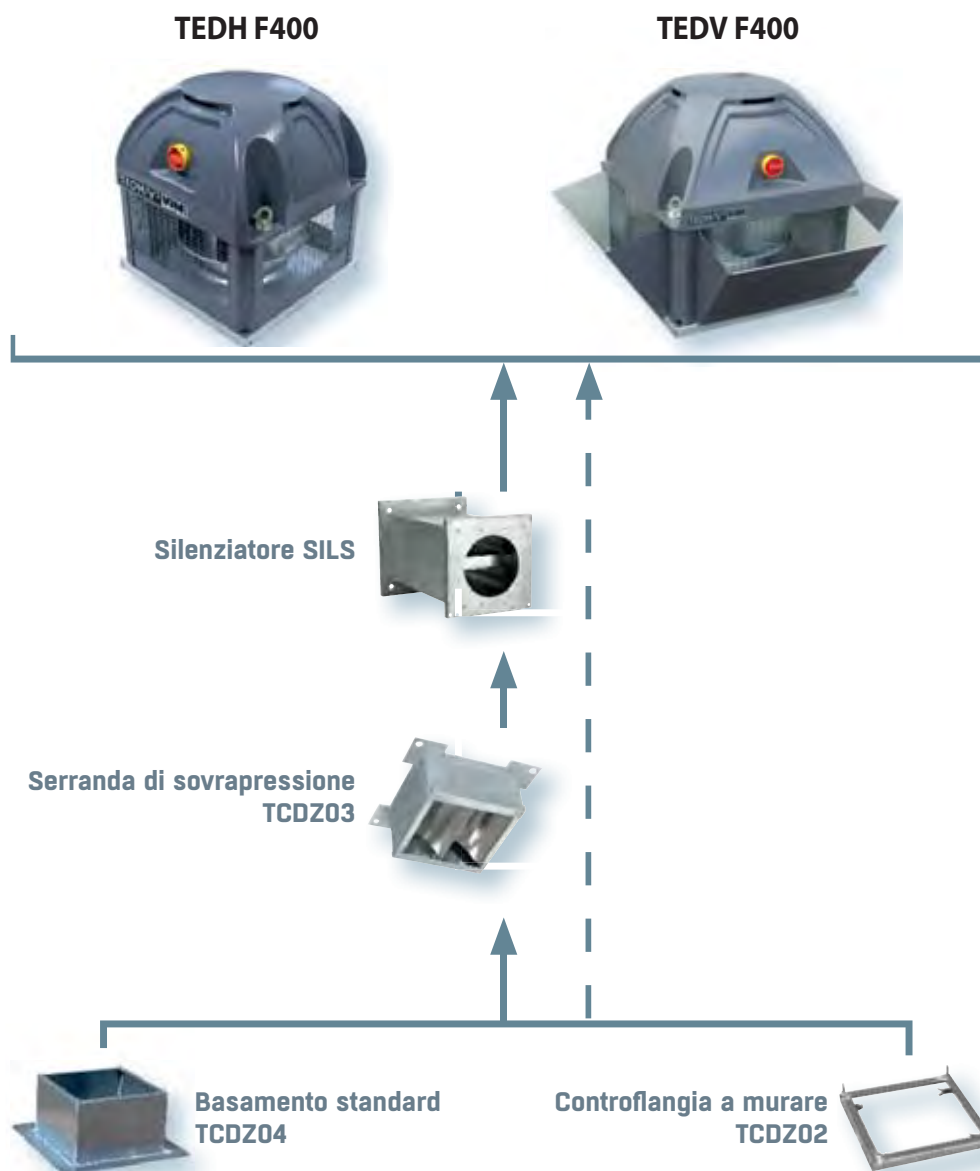 TEDH F400
TEDV F400
Silenziatore SILS
Serranda di sovrapressione
TCDZ03
Basamento standard
TCDZ04
Controflangia a murare
TCDZ02